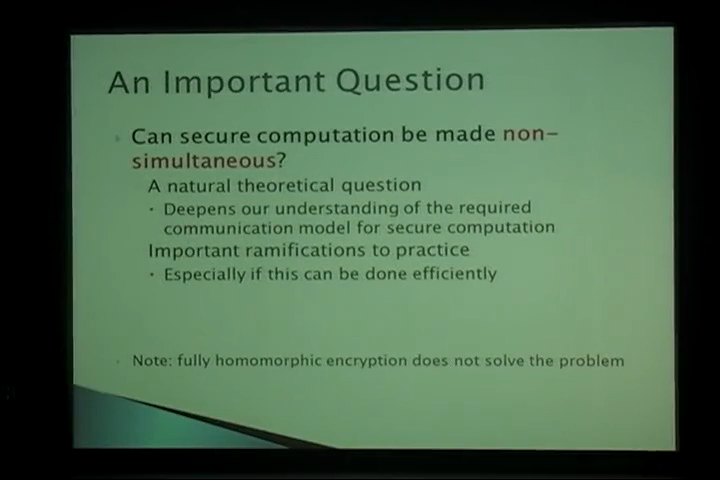 An Important Question
Can secure computation be made non-
simultaneous?
A natural theoretical question
Deepens our understanding of the required
communication model for secure computation
Important ramifications to practice
Especially if this can be done efficiently
Note: fully homomorphic encryption does not solve the problem